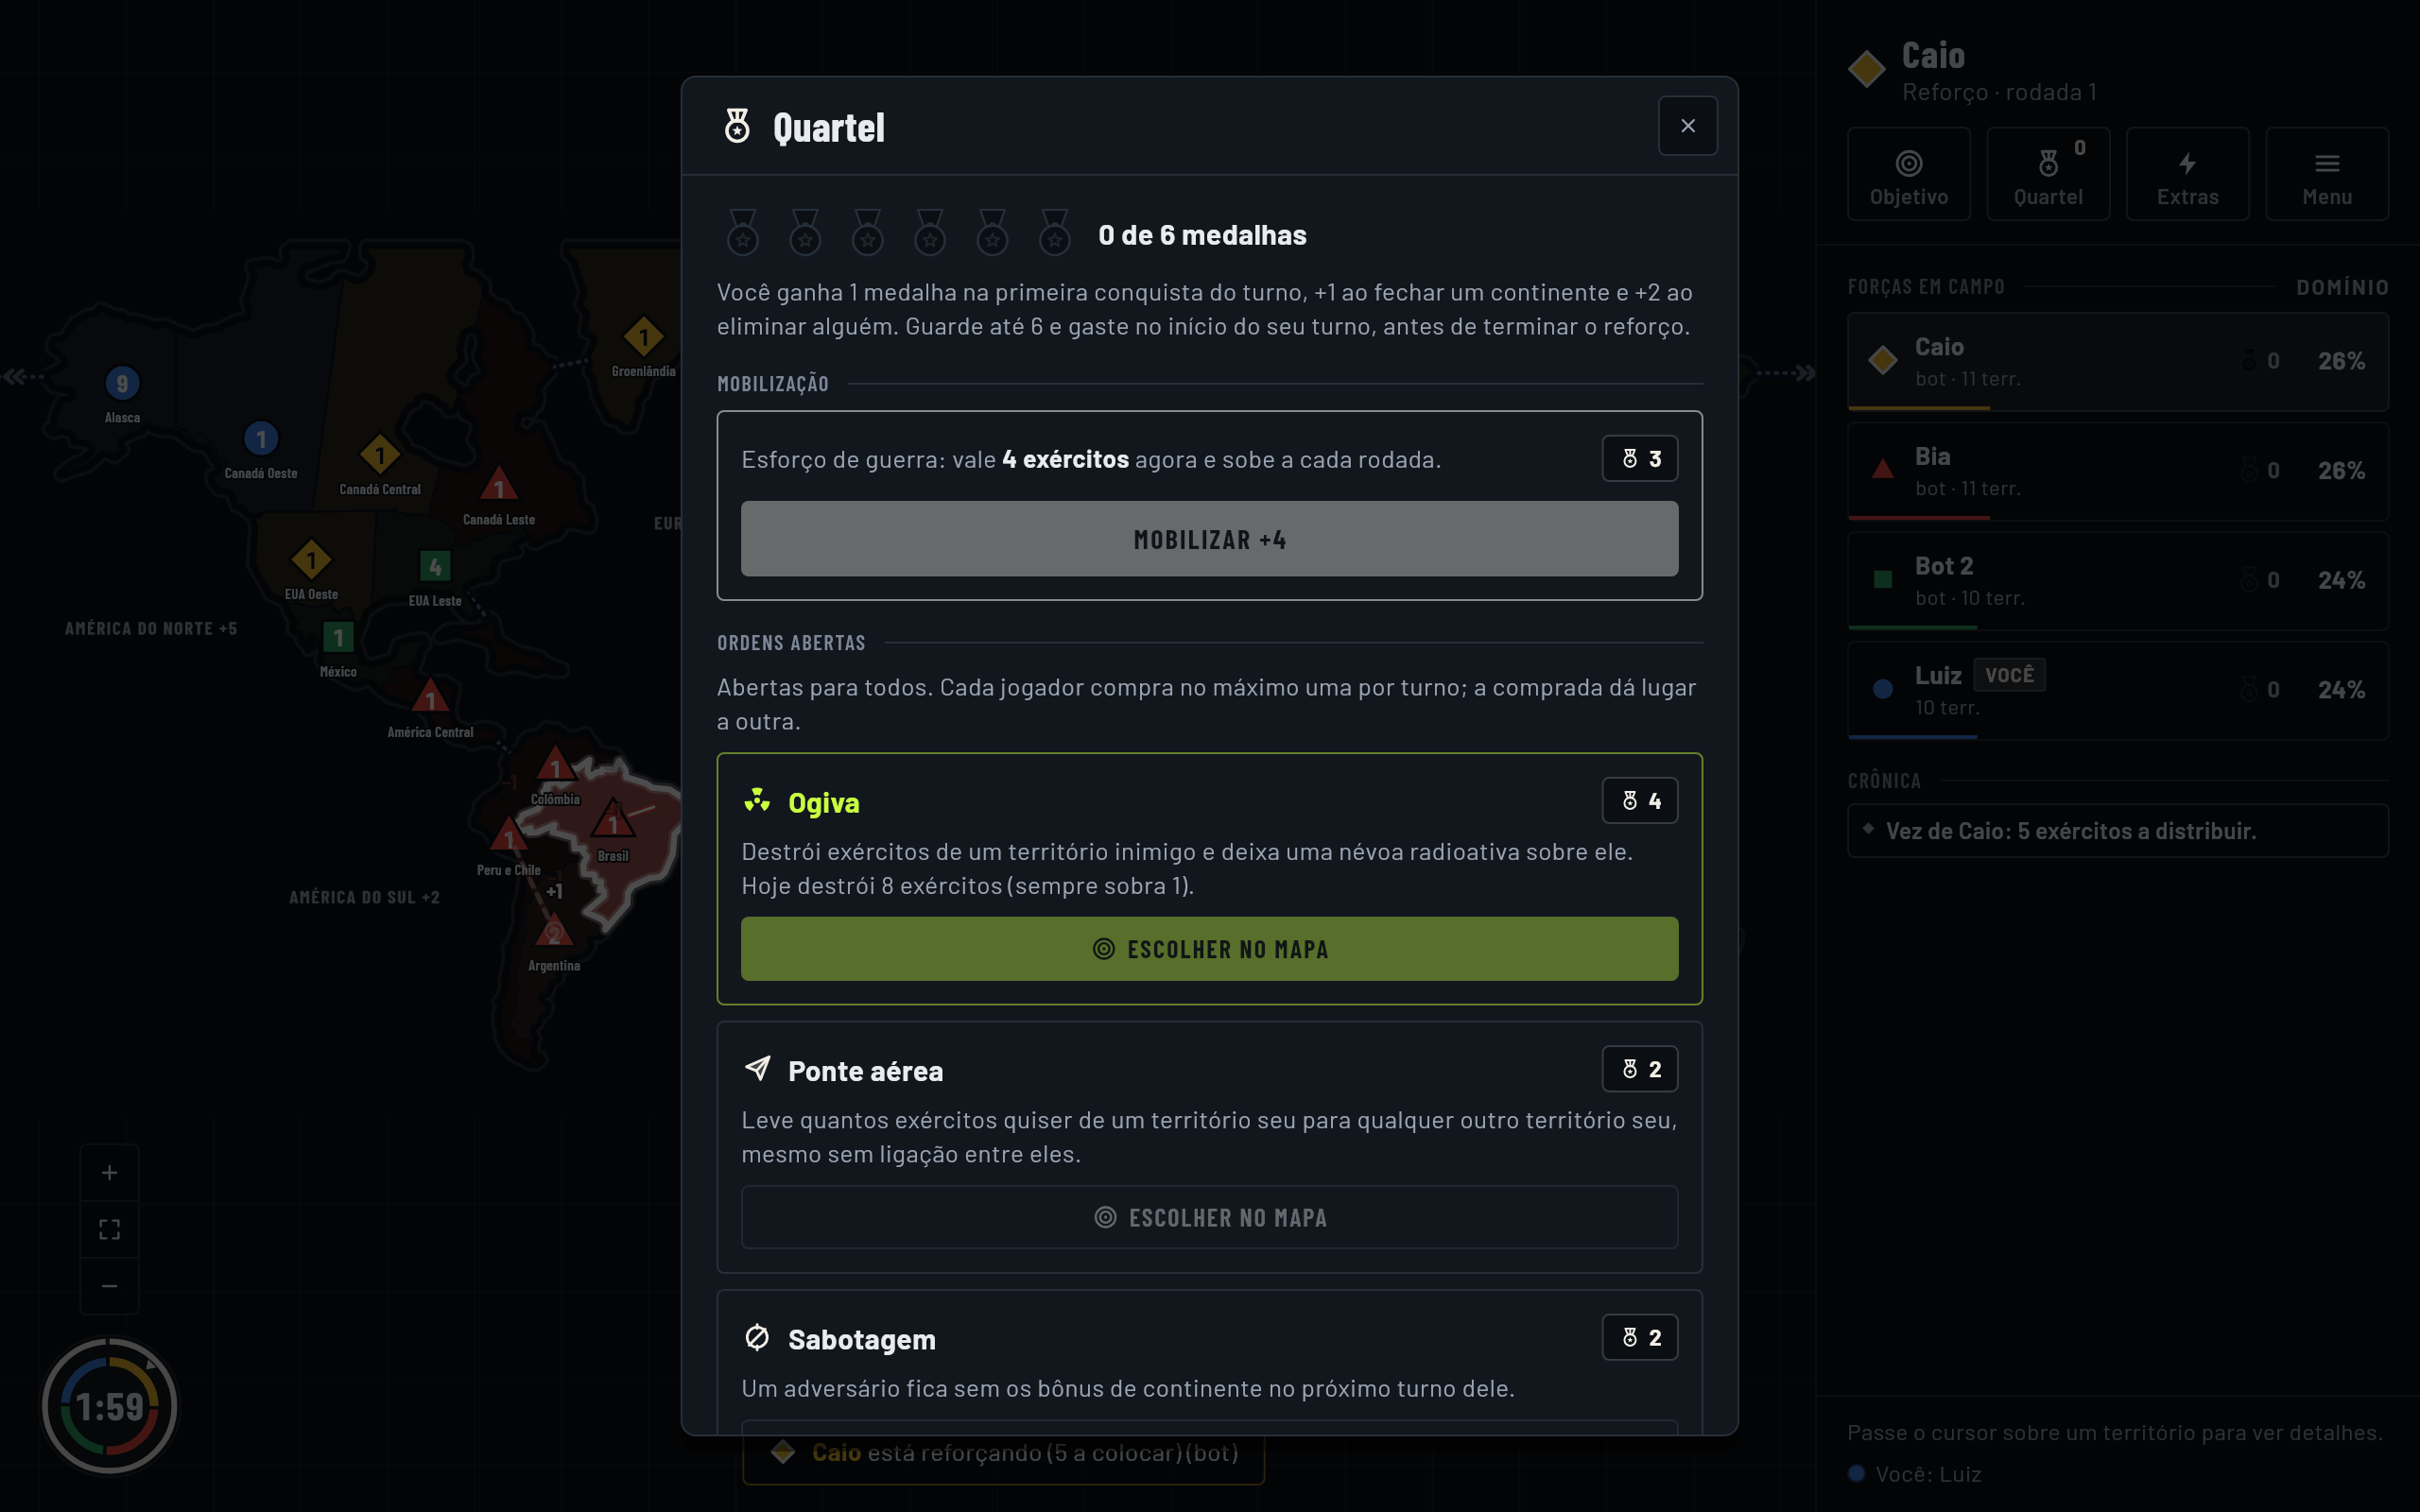 Quartel
0 de 6 medalhas
Você ganha 1 medalha na primeira conquista do turno, +1 ao fechar um continente e +2 ao
eliminar alguém. Guarde até 6 e gaste no início do seu turno, antes de terminar o reforço.
MOBILIZAÇÃO
Esforço de guerra: vale 4 exércitos agora e sobe a cada rodada.
3
MOBILIZAR +4
ORDENS ABERTAS
Abertas para todos. Cada jogador compra no máximo uma por turno; a comprada dá lugar
a outra.
Ogiva
4
Destrói exércitos de um território inimigo e deixa uma névoa radioativa sobre ele.
Hoje destrói 8 exércitos (sempre sobra 1).
ESCOLHER NO MAPA
Ponte aérea
2
Leve quantos exércitos quiser de um território seu para qualquer outro território seu,
mesmo sem ligação entre eles.
ESCOLHER NO MAPA
Sabotagem
2
Um adversário fica sem os bônus de continente no próximo turno dele.
Caio está reforçando (5 a colocar) (bot)
1
Groenlândia
9
Alasca
1
Canadá Oeste
1
Canadá Central
1
Canadá Leste
EUR
1
EUA Oeste
4
EUA Leste
AMÉRICA DO NORTE +5
1
México
1
América Central
1
Colômbia
1
Brasil
1
Peru e Chile
+1
AMÉRICA DO SUL +2
2
Argentina
1:59
Caio
Reforço · rodada 1
Objetivo
0
Quartel
Extras
Menu
FORÇAS EM CAMPO
DOMÍNIO
Caio
bot · 11 terr.
0
26%
Bia
bot · 11 terr.
0
26%
Bot 2
bot · 10 terr.
0
24%
Luiz VOCÊ
10 terr.
0
24%
CRÔNICA
Vez de Caio: 5 exércitos a distribuir.
Passe o cursor sobre um território para ver detalhes.
Você: Luiz